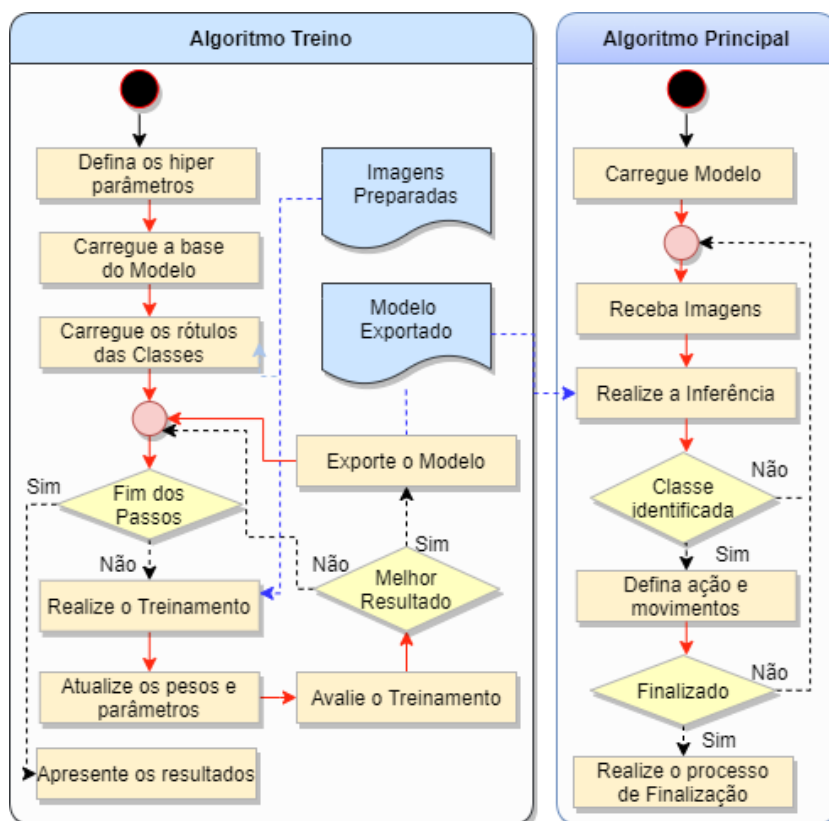 Algoritmo Treino
Defina os hiper
parâmetros
Carregue a base
do Modelo
Carregue os rótulos
das Classes
Imagens
Preparadas
Modelo
Exportado
Exporte o Modelo
Sim
Fim dos
Passos
Não
Não
Sim
Melhor
Resultado
Realize o Treinamento
Atualize os pesos e
parâmetros
Avalie o Treinamento
Apresente os resultados
Algoritmo Principal
Carregue Modelo
Receba Imagens
Realize a Inferência
Classe
identificada
Não
Sim
Defina ação e
movimentos
Finalizado
Não
Sim
Realize o processo
de Finalização